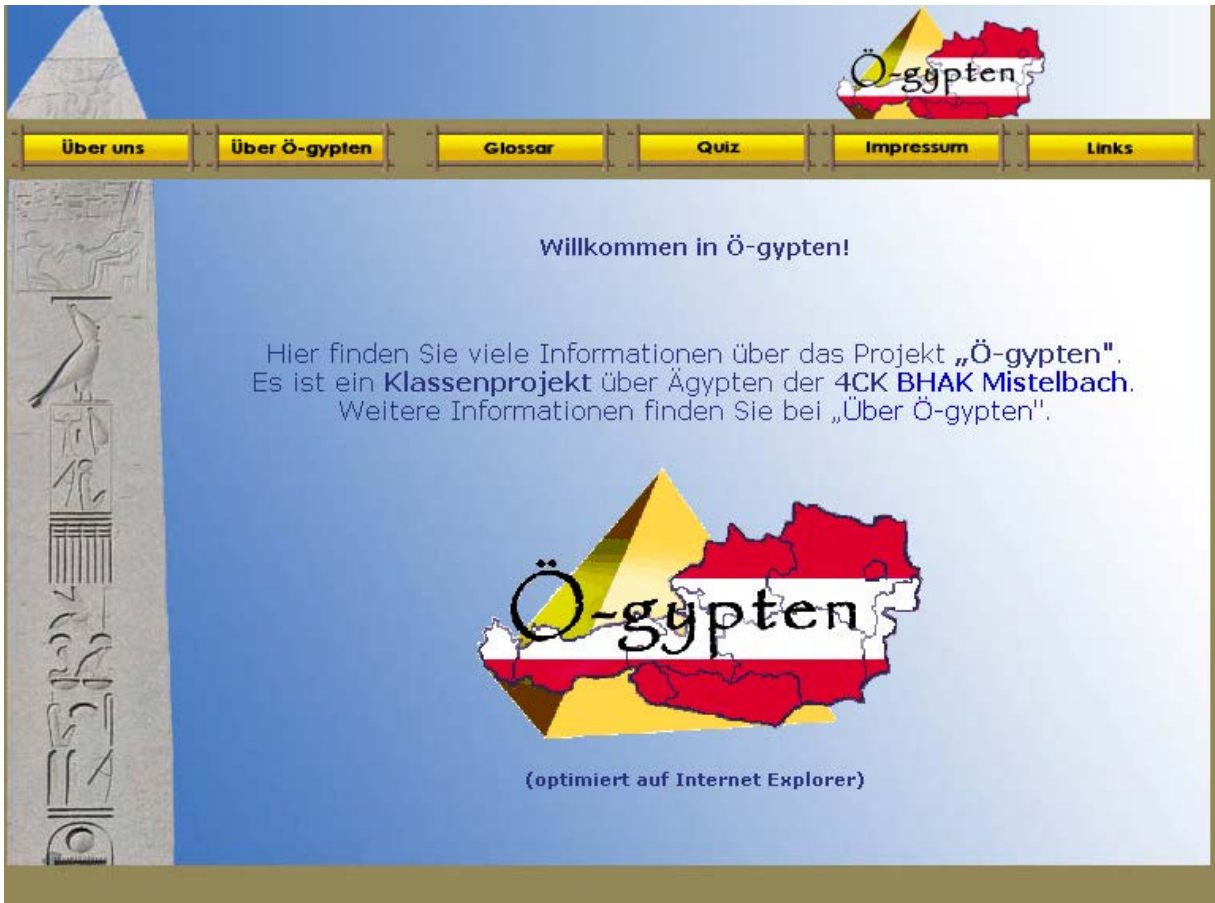 Ö-gypten
Über uns
Über Ö-gypten
Glossar
Quiz
Impressum
Links
Willkommen in Ö-gypten!
Hier finden Sie viele Informationen über das Projekt „Ö-gypten".
Es ist ein Klassenprojekt über Ägypten der 4CK BHAK Mistelbach.
Weitere Informationen finden Sie bei „Über Ö-gypten".
Ö-gypten
(optimiert auf Internet Explorer)